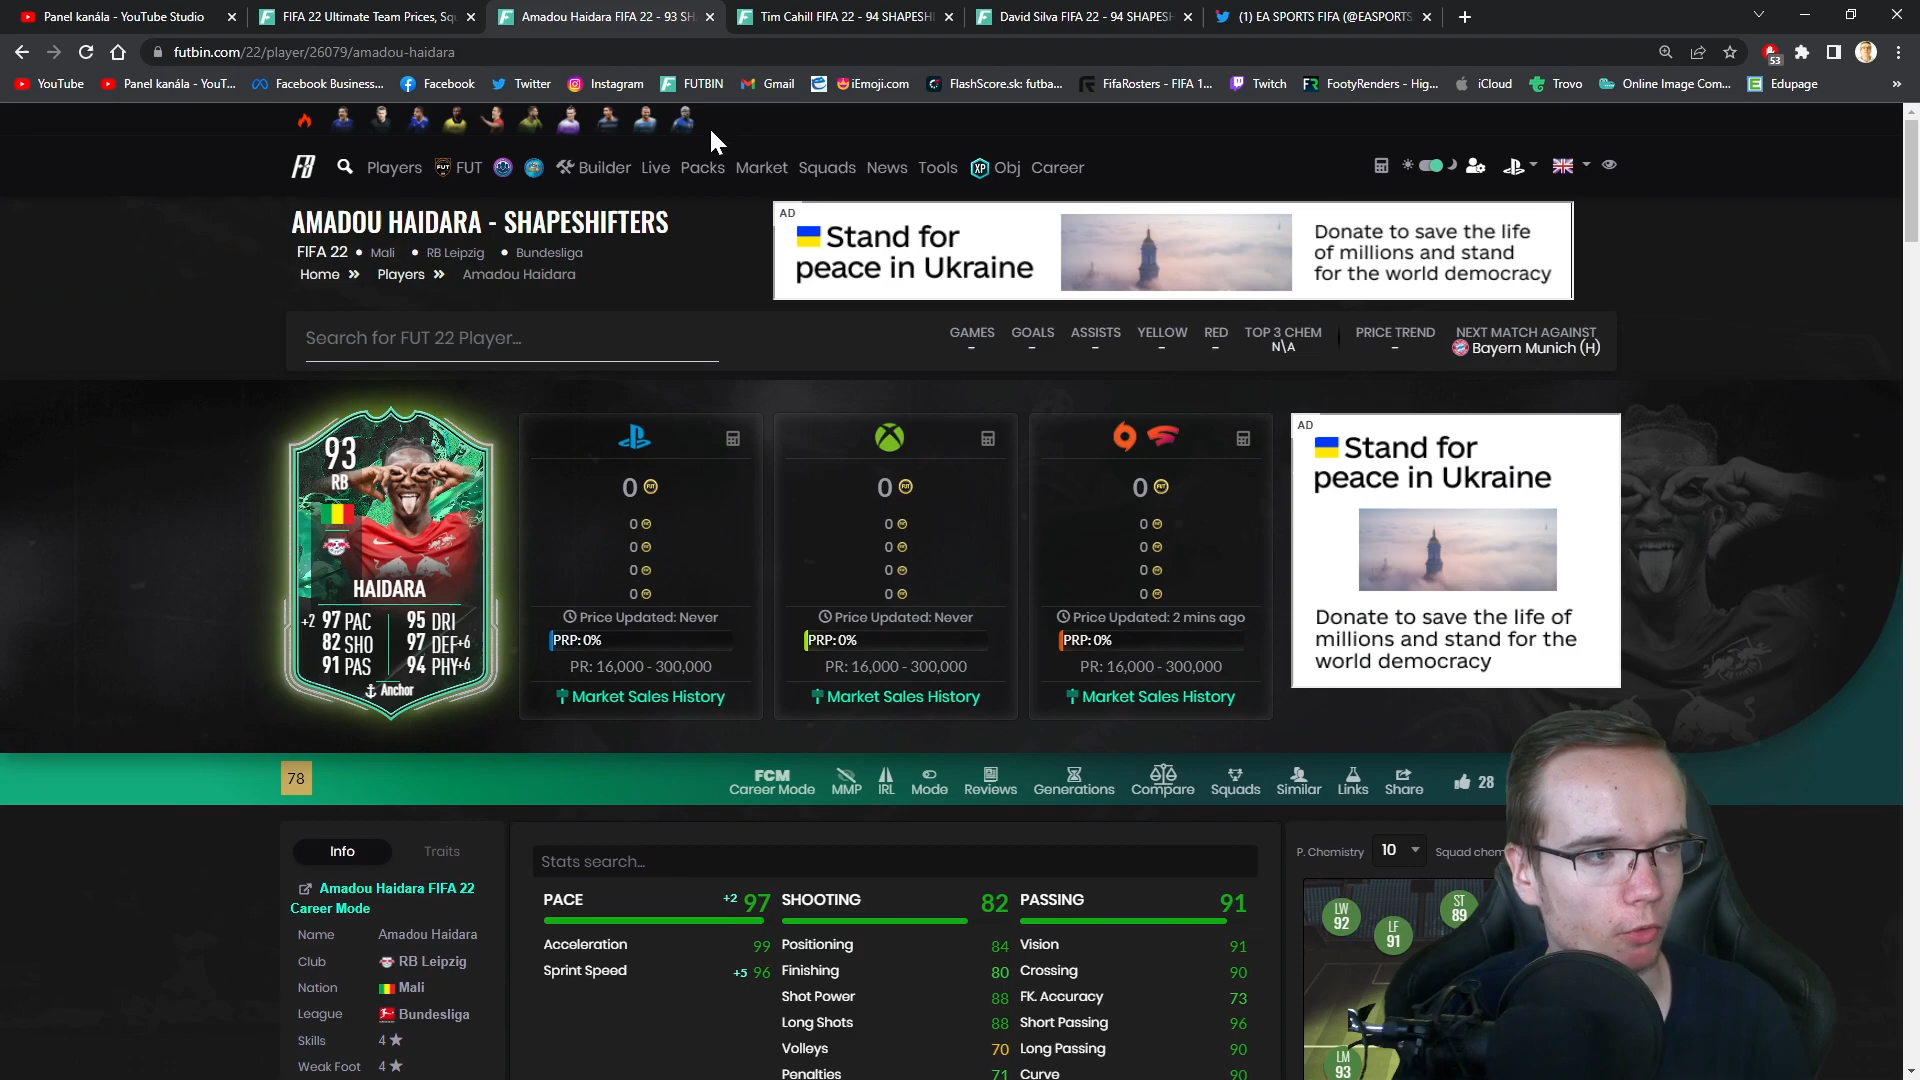 Panel kanála - YouTube Studio
FIFA 22 Ultimate Team Prices, Squ
Amadou Haidara FIFA 22 - 93 SHA
Tim Cahill FIFA 22 - 94 SHAPESHI
David Silva FIFA 22 - 94 SHAPESH
(1) EA SPORTS FIFA (@EASPORTS
futbin.com/22/player/26079/amadou-haidara
53
YouTube
Panel kanála - YouT...
Facebook Business...
Facebook
Twitter
Instagram
FUTBIN
Gmail
iEmoji.com
FlashScore.sk: futba...
FifaRosters - FIFA 1...
Twitch
FootyRenders - Hig...
iCloud
Trovo
Online Image Com...
Edupage
Players
FUT
Builder
Live
Packs
Market
Squads
News
Tools
XP Obj
Career
AMADOU HAIDARA - SHAPESHIFTERS
FIFA 22 • Mali • RB Leipzig • Bundesliga
Home » Players » Amadou Haidara
AD
Stand for
peace in Ukraine
Donate to save the life
of millions and stand
for the world democracy
Search for FUT 22 Player...
GAMES
-
GOALS
-
ASSISTS
-
YELLOW
-
RED
-
TOP 3 CHEM
N\A
PRICE TREND
-
NEXT MATCH AGAINST
Bayern Munich (H)
93
RB
HAIDARA
+2 97 PAC 95 DRI
82 SHO 97 DEF+6
91 PAS 94 PHY+6
Anchor
0
0
0
0
0
Price Updated: Never
PRP: 0%
PR: 16,000 - 300,000
Market Sales History
0
0
0
0
0
Price Updated: Never
PRP: 0%
PR: 16,000 - 300,000
Market Sales History
0
0
0
0
0
Price Updated: 2 mins ago
PRP: 0%
PR: 16,000 - 300,000
Market Sales History
AD
Stand for
peace in Ukraine
Donate to save the life of
millions and stand for the
world democracy
78
FCM
Career Mode
MMP
IRL
Mode
Reviews
Generations
Compare
Squads
Similar
Links
Share
28
Info
Traits
Amadou Haidara FIFA 22
Career Mode
Name Amadou Haidara
Club RB Leipzig
Nation Mali
League Bundesliga
Skills 4★
Weak Foot 4★
Stats search...
PACE +2 97
Acceleration 99
Sprint Speed +5 96
SHOOTING 82
Positioning 84
Finishing 80
Shot Power 88
Long Shots 88
Volleys 70
Penalties 71
PASSING 91
Vision 91
Crossing 90
FK. Accuracy 73
Short Passing 96
Long Passing 90
Curve 90
P. Chemistry 10
Squad chem
LW
92
LF
91
ST
89
LM
93